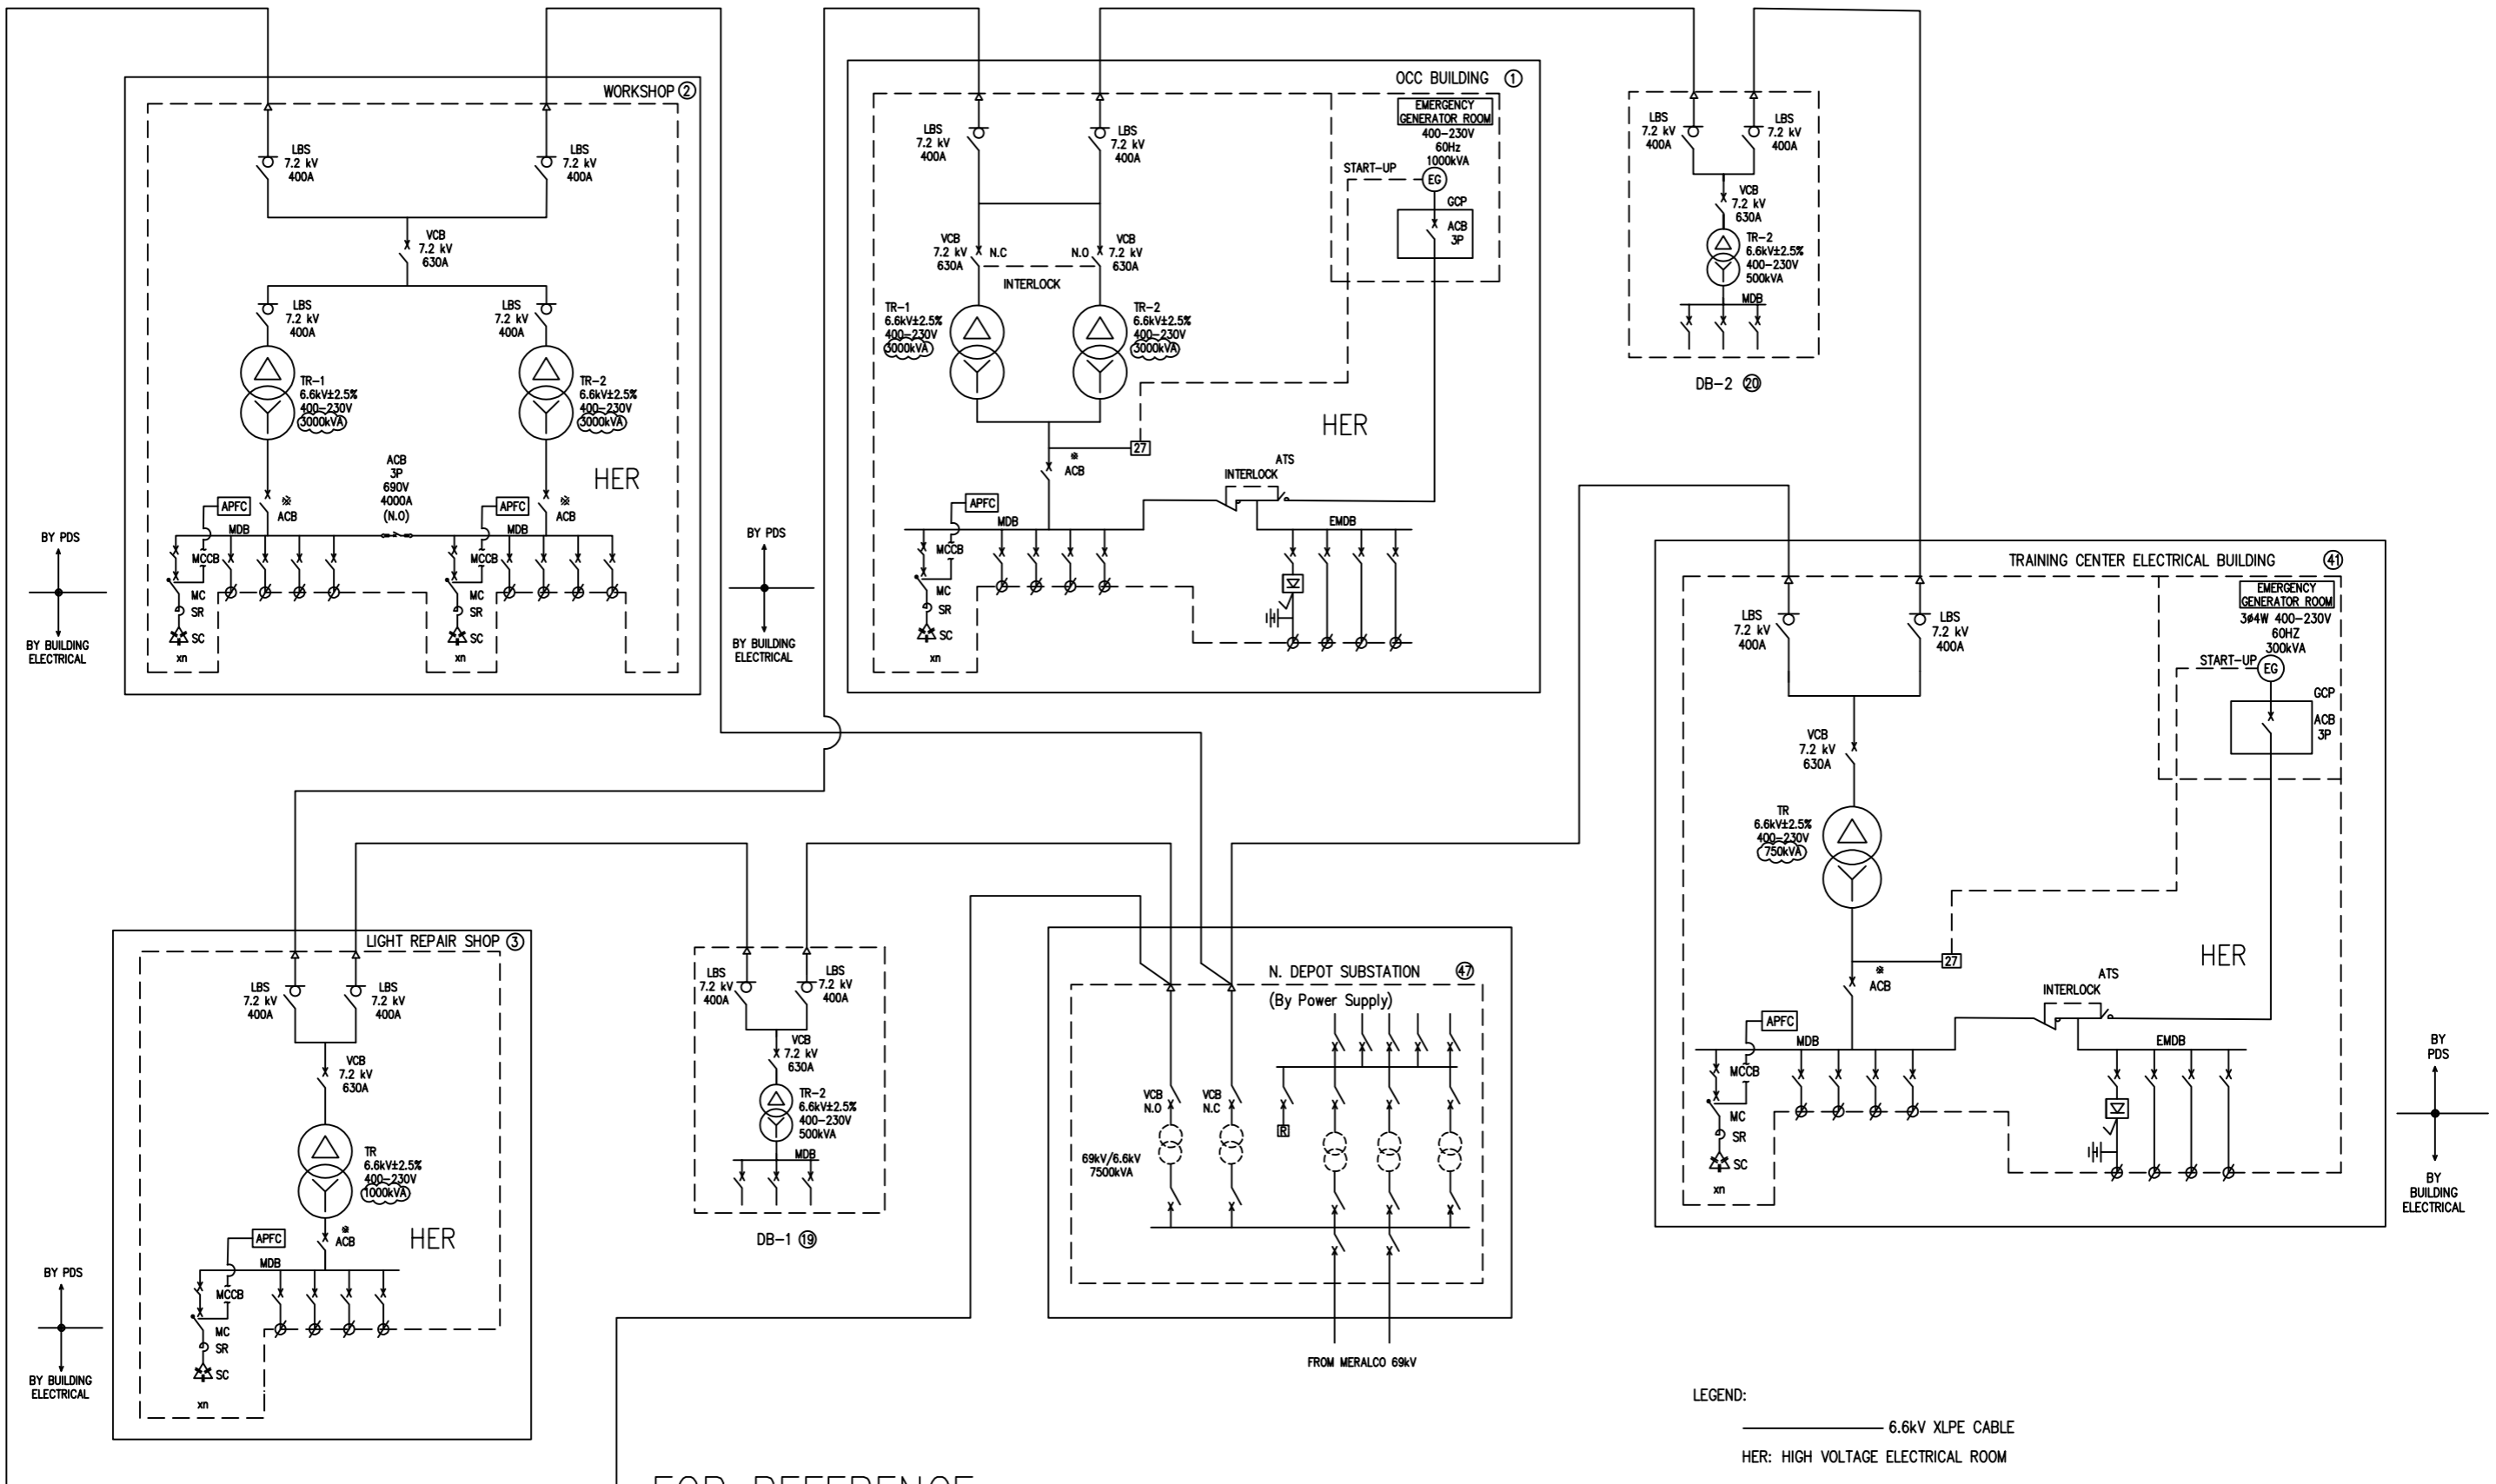 WORKSHOP 2
LBS
7.2 kV
400A
LBS
7.2 kV
400A
VCB
7.2 kV
630A
LBS
7.2 kV
400A
LBS
7.2 kV
400A
TR-1
6.6kV±2.5%
400-230V
3000kVA
TR-2
6.6kV±2.5%
400-230V
3000kVA
HER
ACB
3P
690V
4000A
(N.O)
APFC
※
ACB
APFC
※
ACB
MDB
MDB
MCCB
MCCB
MC
SR
SC
xn
MC
SR
SC
xn
BY PDS
BY BUILDING
ELECTRICAL
OCC BUILDING 1
LBS
7.2 kV
400A
LBS
7.2 kV
400A
EMERGENCY
GENERATOR ROOM
400-230V
60Hz
1000kVA
START-UP
EG
GCP
ACB
3P
VCB
7.2 kV
630A
N.C
N.O
VCB
7.2 kV
630A
INTERLOCK
TR-1
6.6kV±2.5%
400-230V
3000kVA
TR-2
6.6kV±2.5%
400-230V
3000kVA
HER
27
※
ACB
ATS
INTERLOCK
APFC
MDB
EMDB
MCCB
MC
SR
SC
xn
BY PDS
BY BUILDING
ELECTRICAL
LBS
7.2 kV
400A
LBS
7.2 kV
400A
VCB
7.2 kV
630A
TR-2
6.6kV±2.5%
400-230V
500kVA
MDB
DB-2 20
TRAINING CENTER ELECTRICAL BUILDING 41
EMERGENCY
GENERATOR ROOM
3ø4W 400-230V
60HZ
300kVA
START-UP
EG
GCP
ACB
3P
LBS
7.2 kV
400A
LBS
7.2 kV
400A
VCB
7.2 kV
630A
TR
6.6kV±2.5%
400-230V
750kVA
HER
27
※
ACB
ATS
INTERLOCK
APFC
MDB
EMDB
MCCB
MC
SR
SC
xn
BY
PDS
BY
BUILDING
ELECTRICAL
LIGHT REPAIR SHOP 3
LBS
7.2 kV
400A
LBS
7.2 kV
400A
VCB
7.2 kV
630A
TR
6.6kV±2.5%
400-230V
1000kVA
HER
※
ACB
APFC
MDB
MCCB
MC
SR
SC
xn
BY PDS
BY BUILDING
ELECTRICAL
LBS
7.2 kV
400A
LBS
7.2 kV
400A
VCB
7.2 kV
630A
TR-2
6.6kV±2.5%
400-230V
500kVA
MDB
DB-1 19
N. DEPOT SUBSTATION 47
(By Power Supply)
VCB
N.O
VCB
N.C
R
69kV/6.6kV
7500kVA
FROM MERALCO 69kV
LEGEND:
6.6kV XLPE CABLE
HER: HIGH VOLTAGE ELECTRICAL ROOM
FOR REFERENCE